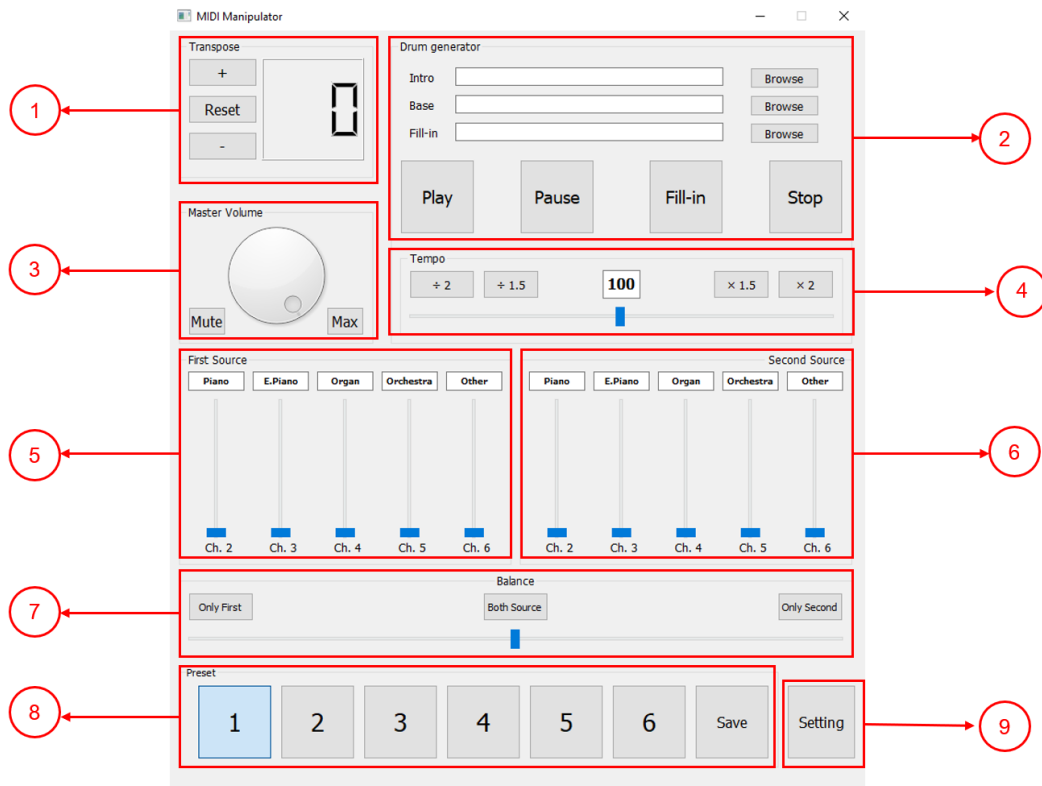 MIDI Manipulator
Transpose
+
Reset
-
0
1
Drum generator
Intro Browse
Base Browse
Fill-in Browse
Play Pause Fill-in Stop
2
Master Volume
Mute Max
3
Tempo
÷ 2 ÷ 1.5 100 × 1.5 × 2
4
First Source
Piano E.Piano Organ Orchestra Other
Ch. 2 Ch. 3 Ch. 4 Ch. 5 Ch. 6
5
Second Source
Piano E.Piano Organ Orchestra Other
Ch. 2 Ch. 3 Ch. 4 Ch. 5 Ch. 6
6
Balance
Only First Both Source Only Second
7
Preset
1 2 3 4 5 6 Save
8
Setting
9